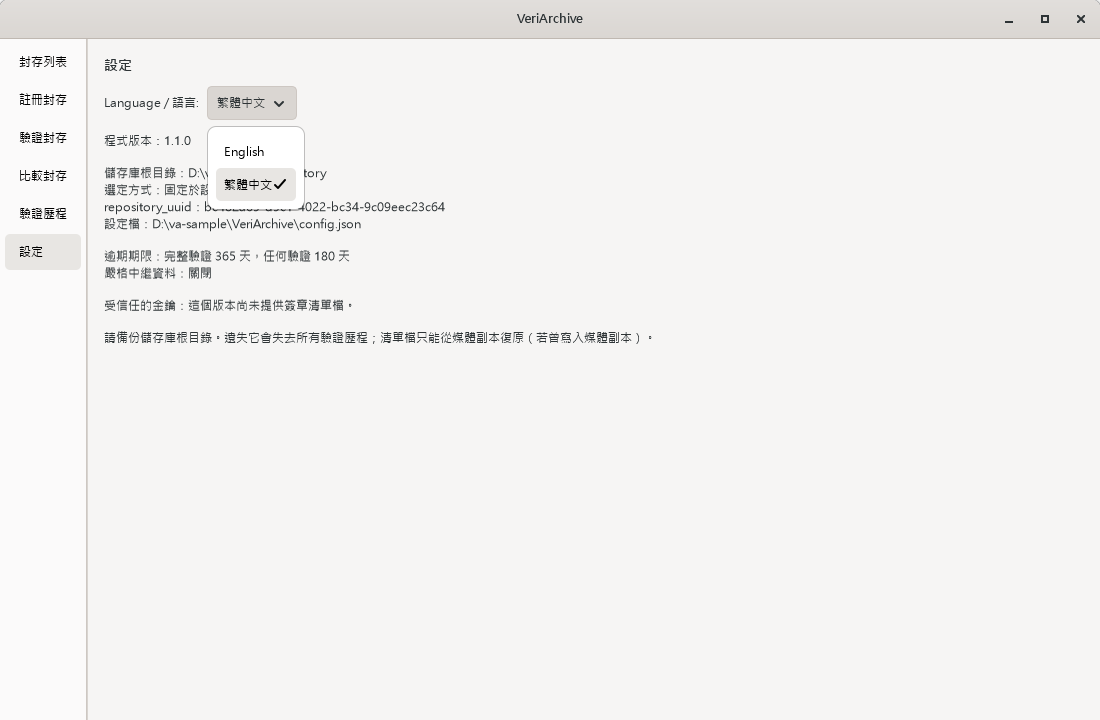 VeriArchive
封存列表
註冊封存
驗證封存
比較封存
驗證歷程
設定
設定
Language / 語言:
繁體中文
English
繁體中文
程式版本：1.1.0
儲存庫根目錄：D:\
選定方式：固定於
repository_uuid：
-4022-bc34-9c09eec23c64
設定檔：D:\va-sample\VeriArchive\config.json
逾期期限：完整驗證 365 天，任何驗證 180 天
嚴格中繼資料：關閉
受信任的金鑰：這個版本尚未提供簽章清單檔。
請備份儲存庫根目錄。遺失它會失去所有驗證歷程；清單檔只能從媒體副本復原（若曾寫入媒體副本）。